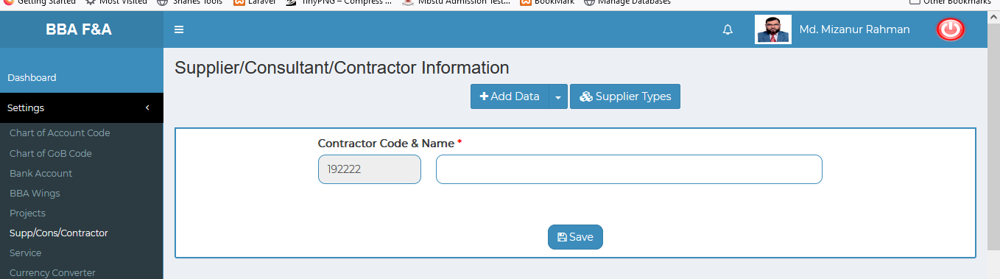 Getting Started Most Visited Shanes Tools Laravel TinyPNG – Compress ... Mbstu Admission Test... BookMark Manage Databases Other Bookmarks
BBA F&A
Md. Mizanur Rahman
Dashboard
Settings
Chart of Account Code
Chart of GoB Code
Bank Account
BBA Wings
Projects
Supp/Cons/Contractor
Service
Currency Converter
Supplier/Consultant/Contractor Information
Add Data
Supplier Types
Contractor Code & Name *
192222
Save